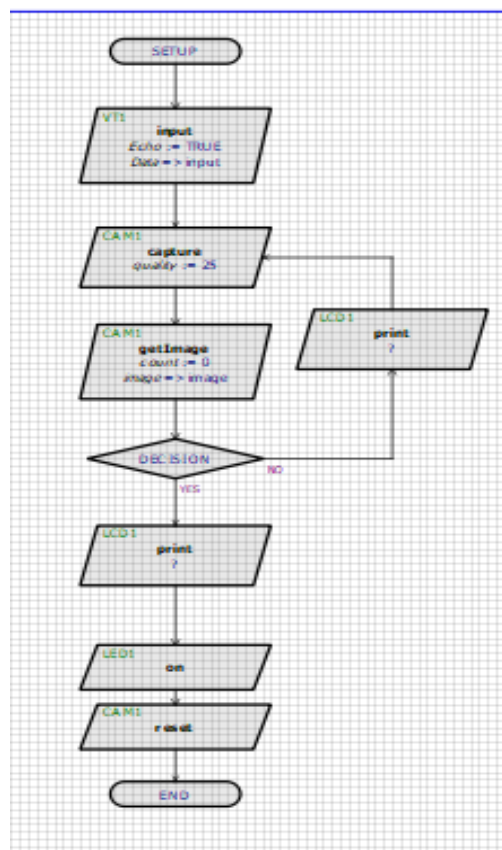 SETUP
VT1
input
Echo := TRUE
Data => input
CAM1
capture
quality := 25
CAM1
getImage
count := 0
image => image
LCD1
print
?
DECISION
NO
YES
LCD1
print
?
LED1
on
CAM1
reset
END